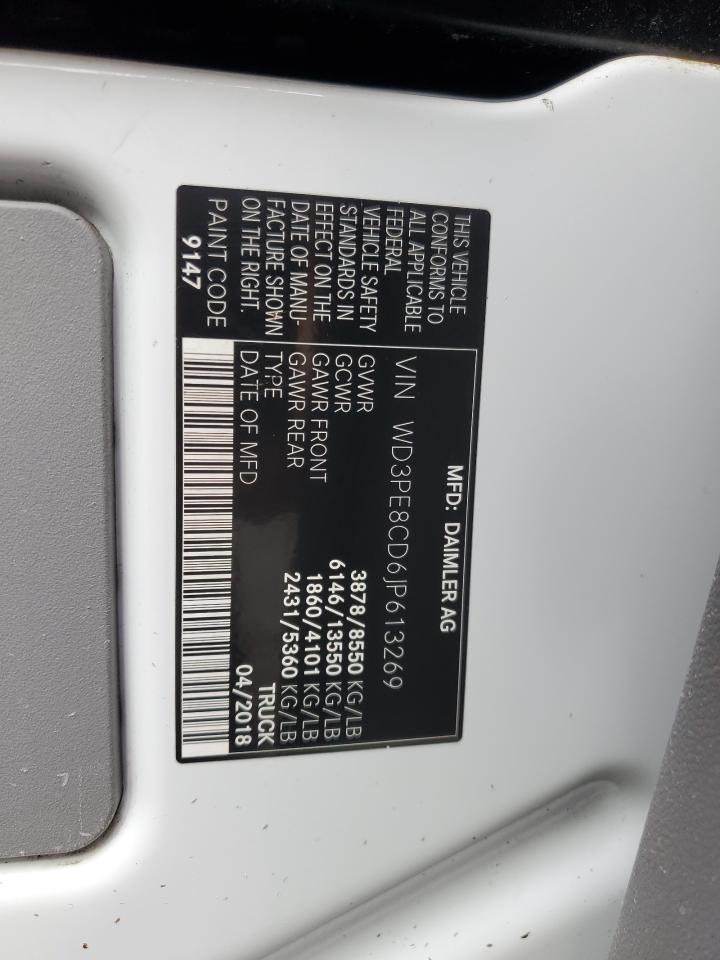 THIS VEHICLE
CONFORMS TO
ALL APPLICABLE
FEDERAL
VEHICLE SAFETY
STANDARDS IN
EFFECT ON THE
DATE OF MANU-
FACTURE SHOWN
ON THE RIGHT.
PAINT CODE
9147
MFD: DAIMLER AG
VIN WD3PE8CD6JP613269
GVWR 3878/8550 KG/LB
GCWR 6146/13550 KG/LB
GAWR FRONT 1860/4101 KG/LB
GAWR REAR 2431/5360 KG/LB
TYPE TRUCK
DATE OF MFD 04/2018